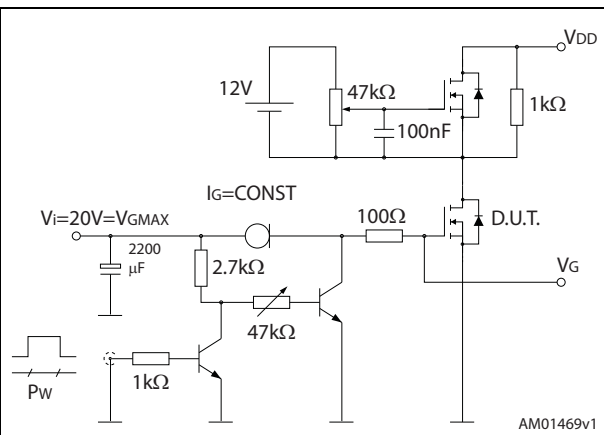 VDD
12V
47kΩ
1kΩ
100nF
IG=CONST
Vi=20V=VGMAX
100Ω
D.U.T.
2200
μF
2.7kΩ
VG
47kΩ
1kΩ
PW
AM01469v1